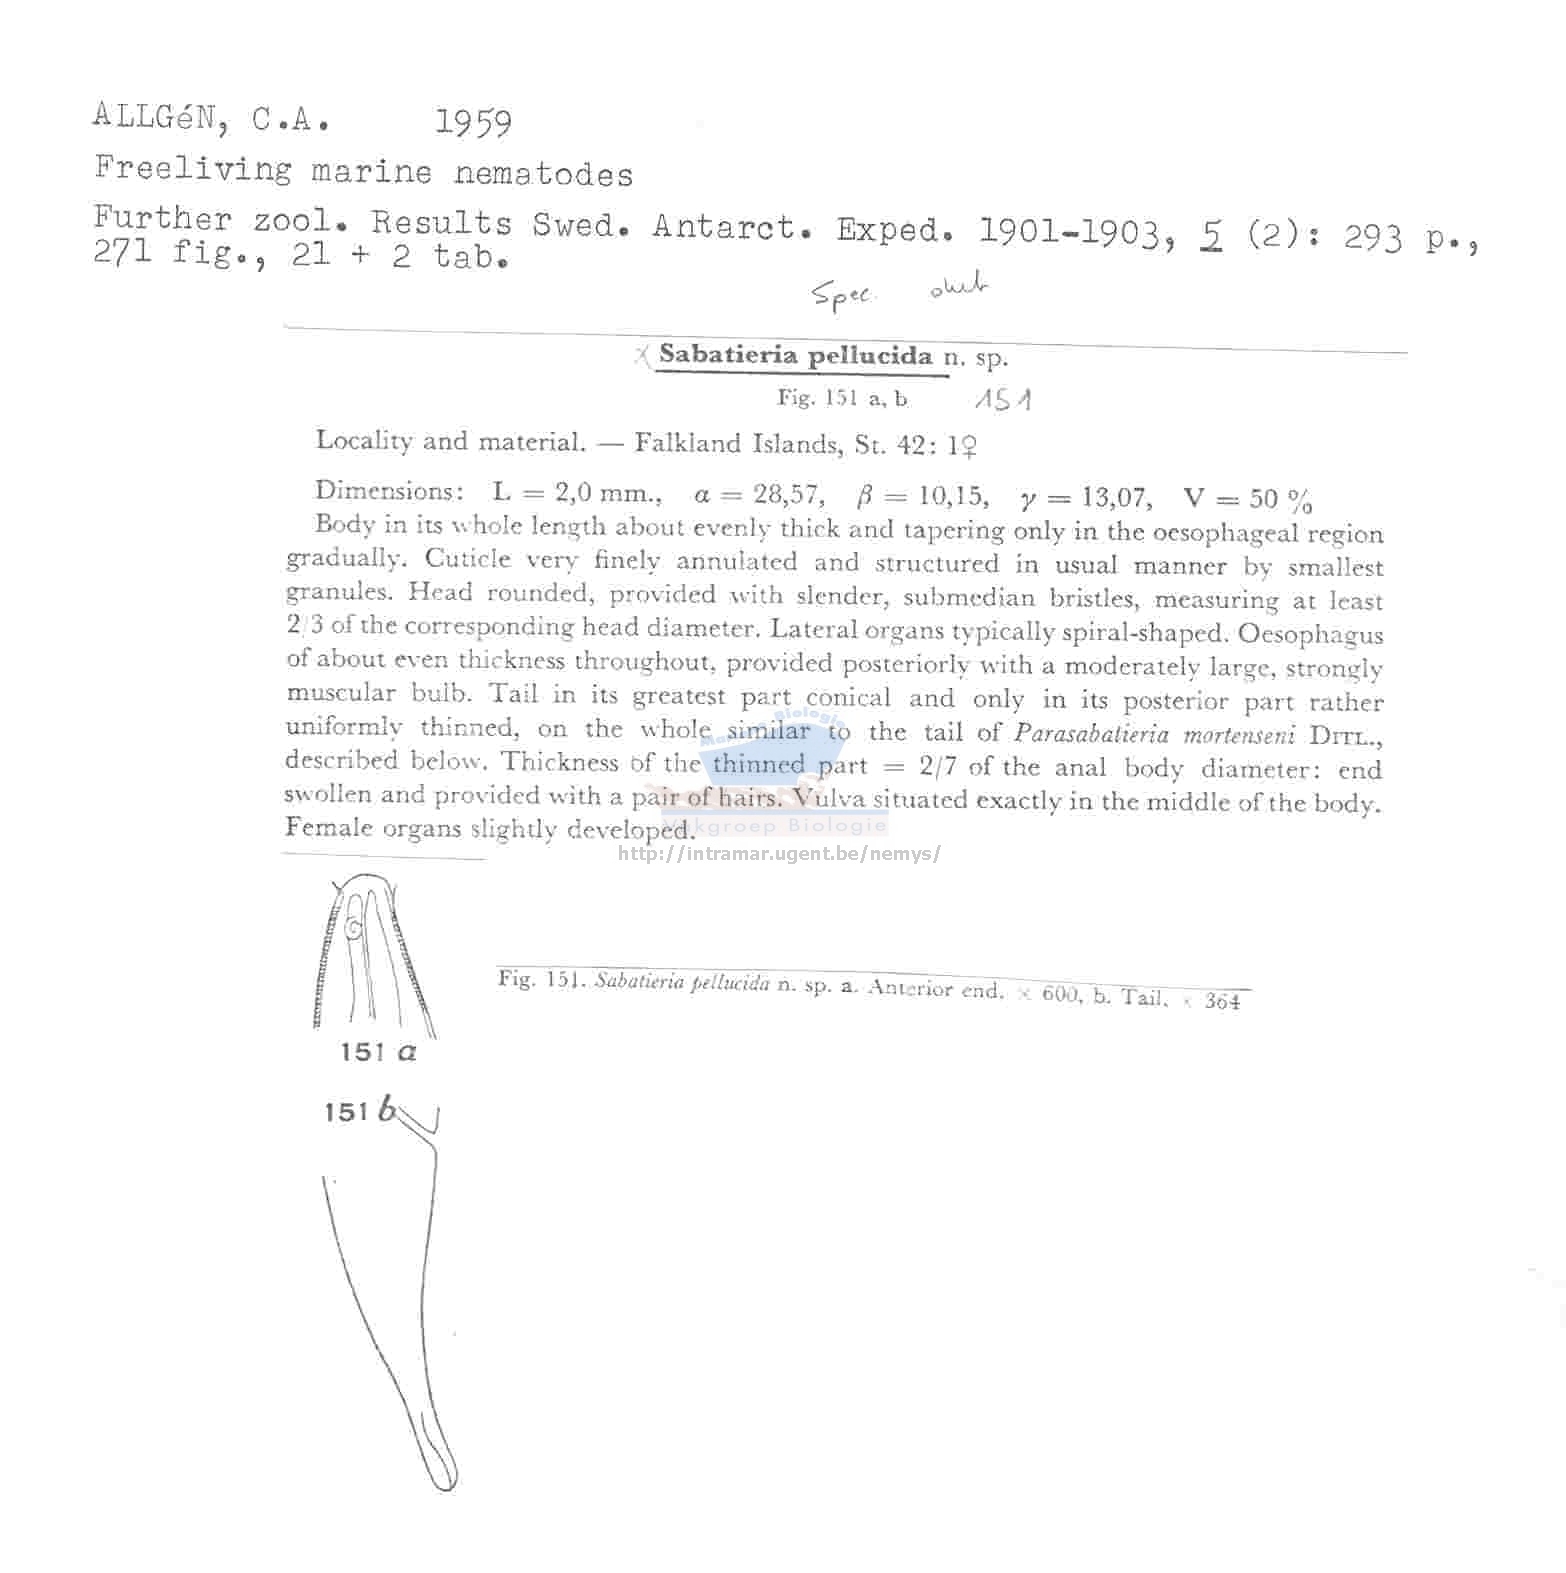 ALLGéN, C.A. 1959
Freeliving marine nematodes
Further zool. Results Swed. Antarct. Exped. 1901-1903, 5 (2): 293 p.,
271 fig., 21 + 2 tab.
Spec.
x Sabatieria pellucida n. sp.
Fig. 151 a, b 151
Locality and material. — Falkland Islands, St. 42: 1♀
Dimensions: L = 2,0 mm., α = 28,57, β = 10,15, γ = 13,07, V = 50 %
Body in its whole length about evenly thick and tapering only in the oesophageal region
gradually. Cuticle very finely annulated and structured in usual manner by smallest
granules. Head rounded, provided with slender, submedian bristles, measuring at least
2/3 of the corresponding head diameter. Lateral organs typically spiral-shaped. Oesophagus
of about even thickness throughout, provided posteriorly with a moderately large, strongly
muscular bulb. Tail in its greatest part conical and only in its posterior part rather
uniformly thinned, on the whole similar to the tail of Parasabatieria mortenseni DITL.,
described below. Thickness of the thinned part = 2/7 of the anal body diameter: end
swollen and provided with a pair of hairs. Vulva situated exactly in the middle of the body.
Female organs slightly developed.
Mariene Biologie
Vakgroep Biologie
http://intramar.ugent.be/nemys/
Fig. 151. Sabatieria pellucida n. sp. a. Anterior end. × 600, b. Tail. × 364
151 a
151 b